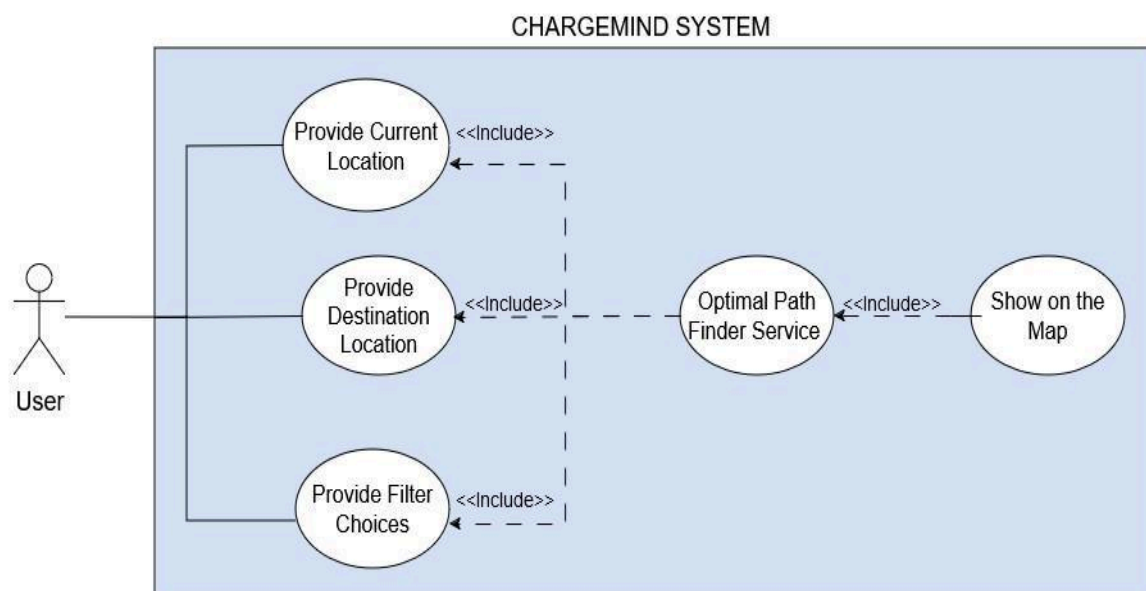 CHARGEMIND SYSTEM
Provide Current
Location
<<Include>>
Provide
Destination
Location
<<Include>>
Optimal Path
Finder Service
<<Include>>
Show on the
Map
User
Provide Filter
Choices
<<Include>>